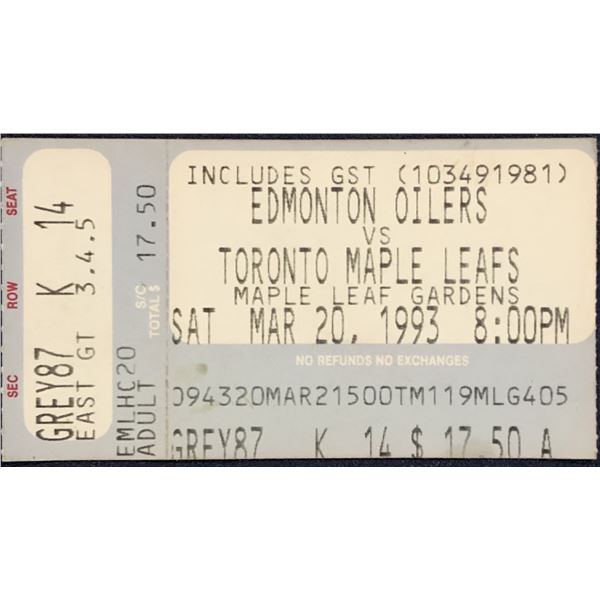 SEC ROW SEAT
GREY87 K 14
EAST GT 3.4.5
EMLHC20 S/C
ADULT TOTAL $ 17.50
INCLUDES GST (103491981)
EDMONTON OILERS
VS
TORONTO MAPLE LEAFS
MAPLE LEAF GARDENS
SAT MAR 20, 1993 8:00PM
NO REFUNDS NO EXCHANGES
094320MAR21500TM119MLG405
GREY87 K 14 $ 17.50 A